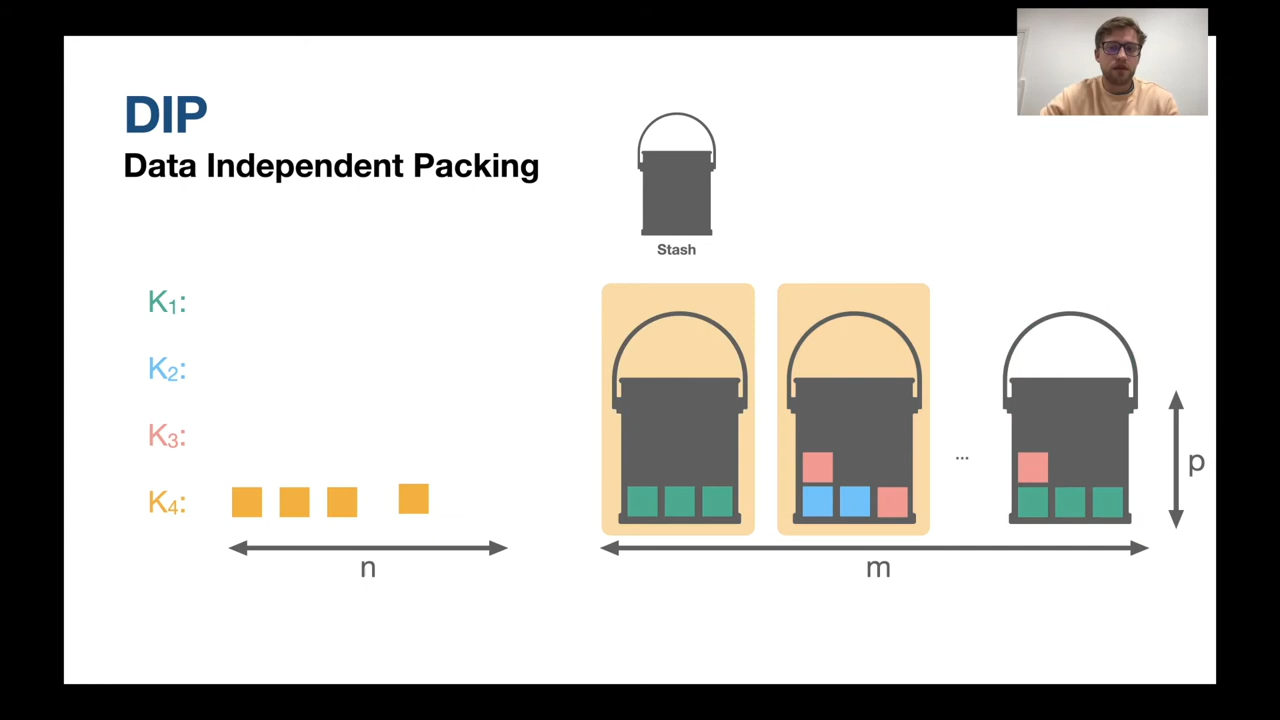 DIP
Data Independent Packing
Stash
K₁:
K₂:
K₃:
K₄:
...
p
n
m